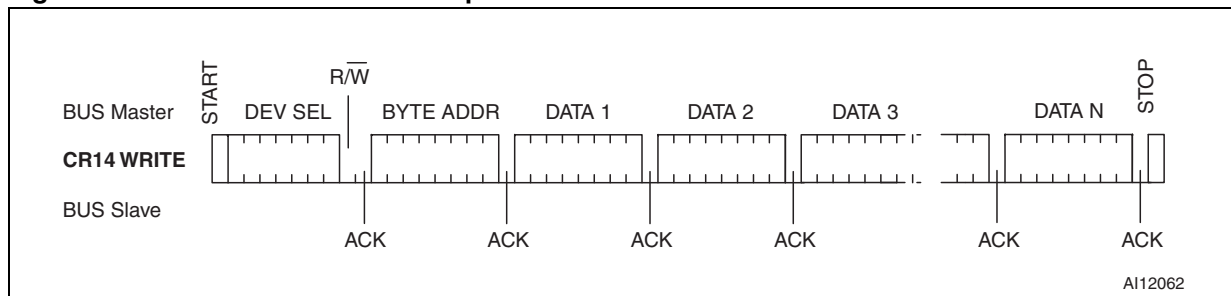 START
R/W
STOP
BUS Master DEV SEL BYTE ADDR DATA 1 DATA 2 DATA 3 DATA N
CR14 WRITE
BUS Slave
ACK ACK ACK ACK ACK ACK
AI12062